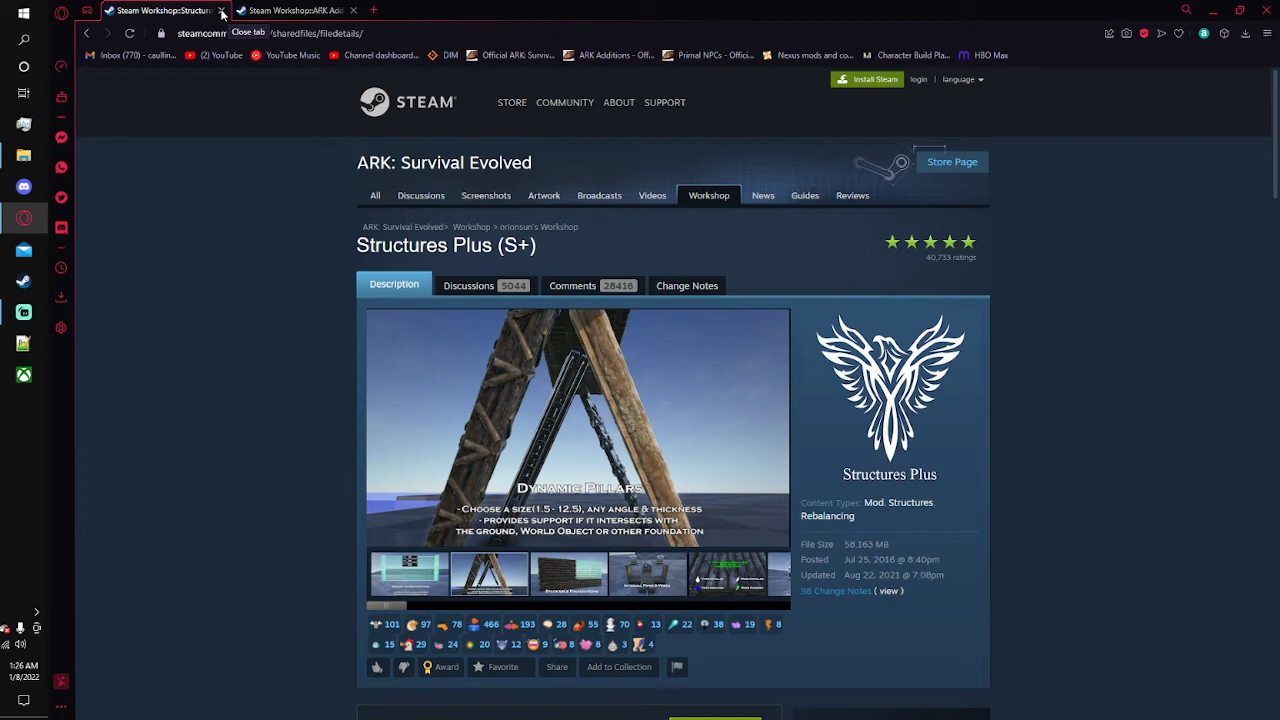 Steam Workshop::Structure
Steam Workshop::ARK Add
Close tab
steamcomm
/sharedfiles/filedetails/
Inbox (770) - caullin...
(2) YouTube
YouTube Music
Channel dashboard...
DIM
Official ARK: Surviv...
ARK Additions - Off...
Primal NPCs - Offici...
Nexus mods and co...
Character Build Pla...
HBO Max
Install Steam
login
language
STEAM
STORE
COMMUNITY
ABOUT
SUPPORT
ARK: Survival Evolved
Store Page
All
Discussions
Screenshots
Artwork
Broadcasts
Videos
Workshop
News
Guides
Reviews
ARK: Survival Evolved> Workshop > orionsun's Workshop
Structures Plus (S+)
40,733 ratings
Description
Discussions 5044
Comments 28416
Change Notes
Dynamic Pillars
- Choose a size(1.5 - 12.5), any angle & thickness
- provides support if it intersects with
the ground, World Object or other foundation
Stackable Foundations
Internal Pipes & Wires
Structures Plus
Content Types: Mod, Structures,
Rebalancing
File Size 58.163 MB
Posted Jul 25, 2016 @ 8:40pm
Updated Aug 22, 2021 @ 7:08pm
98 Change Notes ( view )
101 97 78 466 193 28 55 70 13 22 38 19 8
15 29 24 20 12 9 8 8 3 4
Award
Favorite
Share
Add to Collection
1:26 AM
1/8/2022